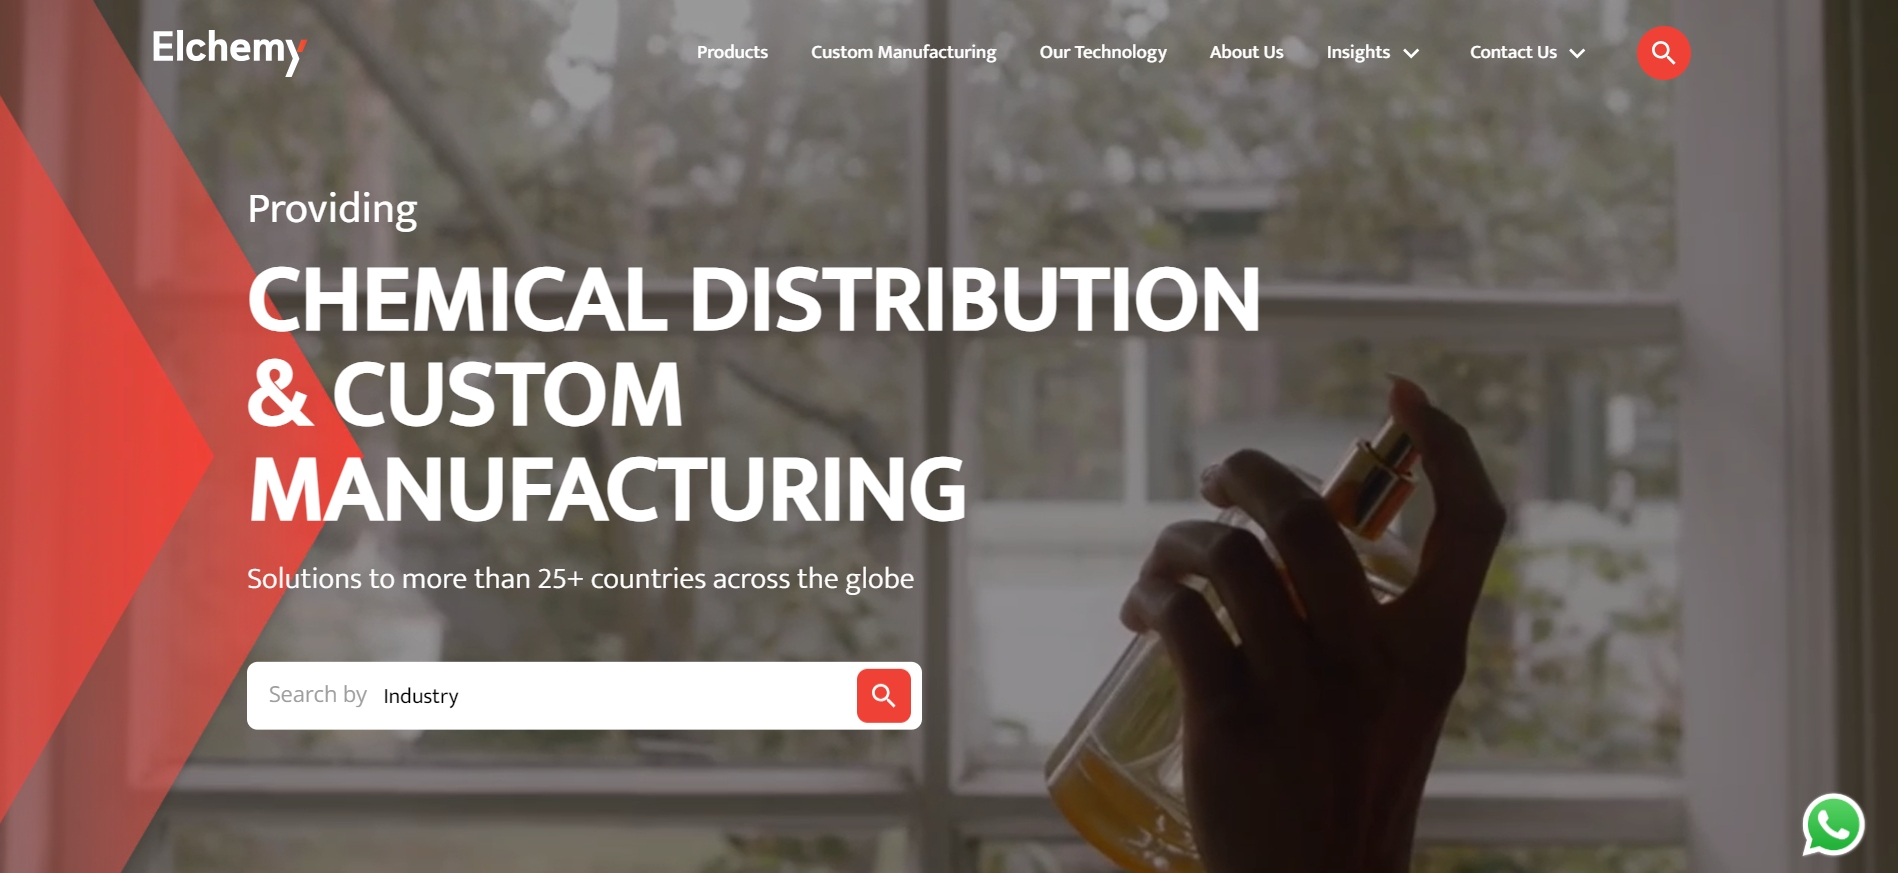 Elchemy
Products Custom Manufacturing Our Technology About Us Insights Contact Us
Providing
CHEMICAL DISTRIBUTION
& CUSTOM
MANUFACTURING
Solutions to more than 25+ countries across the globe
Search by Industry